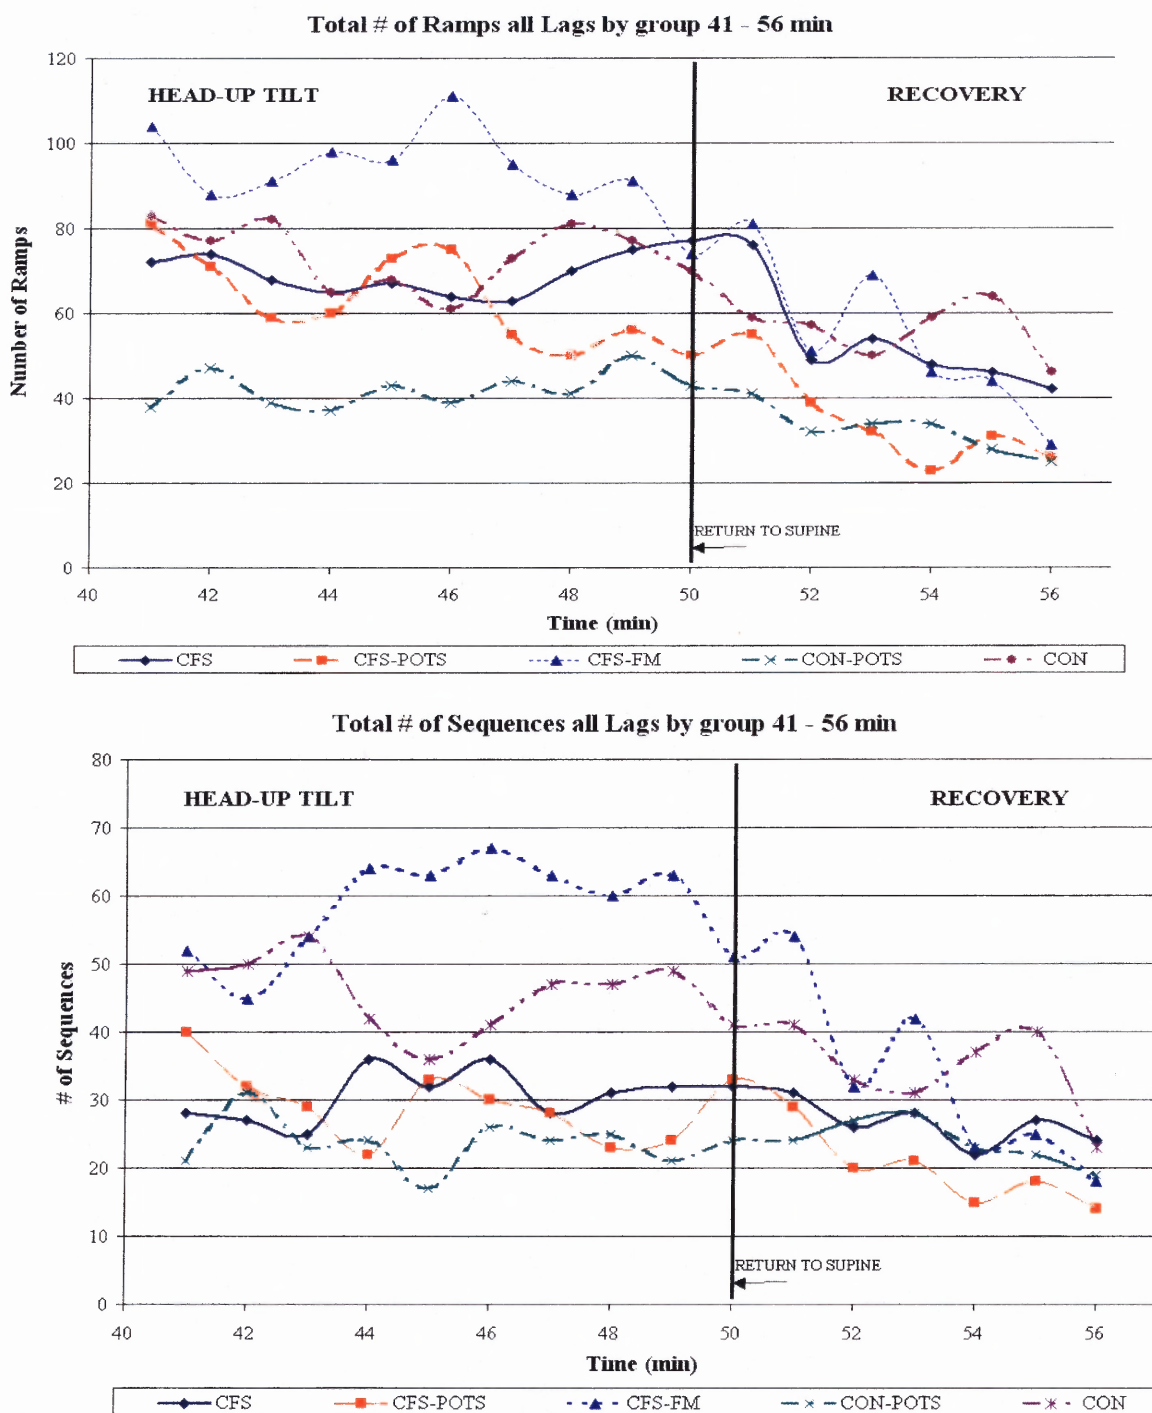 Total # of Ramps all Lags by group 41 - 56 min
120
HEAD-UP TILT
RECOVERY
100
80
60
40
20
0
Number of Ramps
RETURN TO SUPINE
40 42 44 46 48 50 52 54 56
Time (min)
CFS CFS-POTS CFS-FM CON-POTS CON
Total # of Sequences all Lags by group 41 - 56 min
80
HEAD-UP TILT
RECOVERY
70
60
50
40
30
20
10
0
# of Sequences
RETURN TO SUPINE
40 42 44 46 48 50 52 54 56
Time (min)
CFS CFS-POTS CFS-FM CON-POTS CON